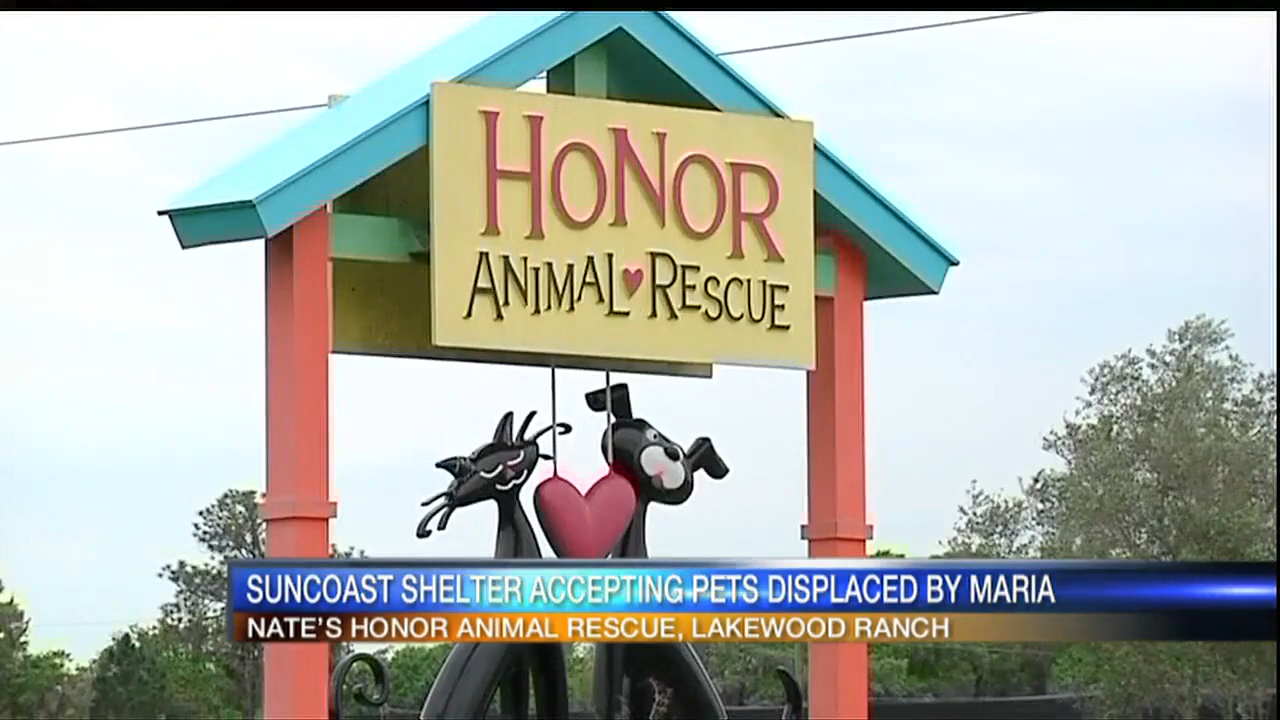 HONOR
ANIMAL RESCUE
SUNCOAST SHELTER ACCEPTING PETS DISPLACED BY MARIA
NATE'S HONOR ANIMAL RESCUE, LAKEWOOD RANCH